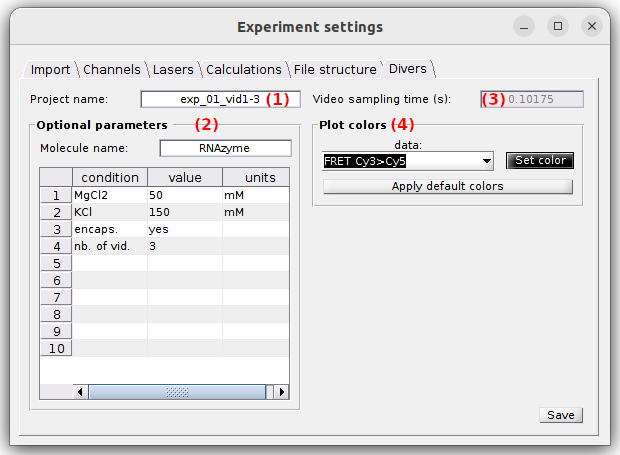 Experiment settings
Import Channels Lasers Calculations File structure Divers
Project name: exp_01_vid1-3 (1) Video sampling time (s): (3) 0.10175
Optional parameters (2)
Molecule name: RNAzyme
condition value units
1 MgCl2 50 mM
2 KCl 150 mM
3 encaps. yes
4 nb. of vid. 3
5
6
7
8
9
10
Plot colors (4)
data:
FRET Cy3>Cy5 Set color
Apply default colors
Save